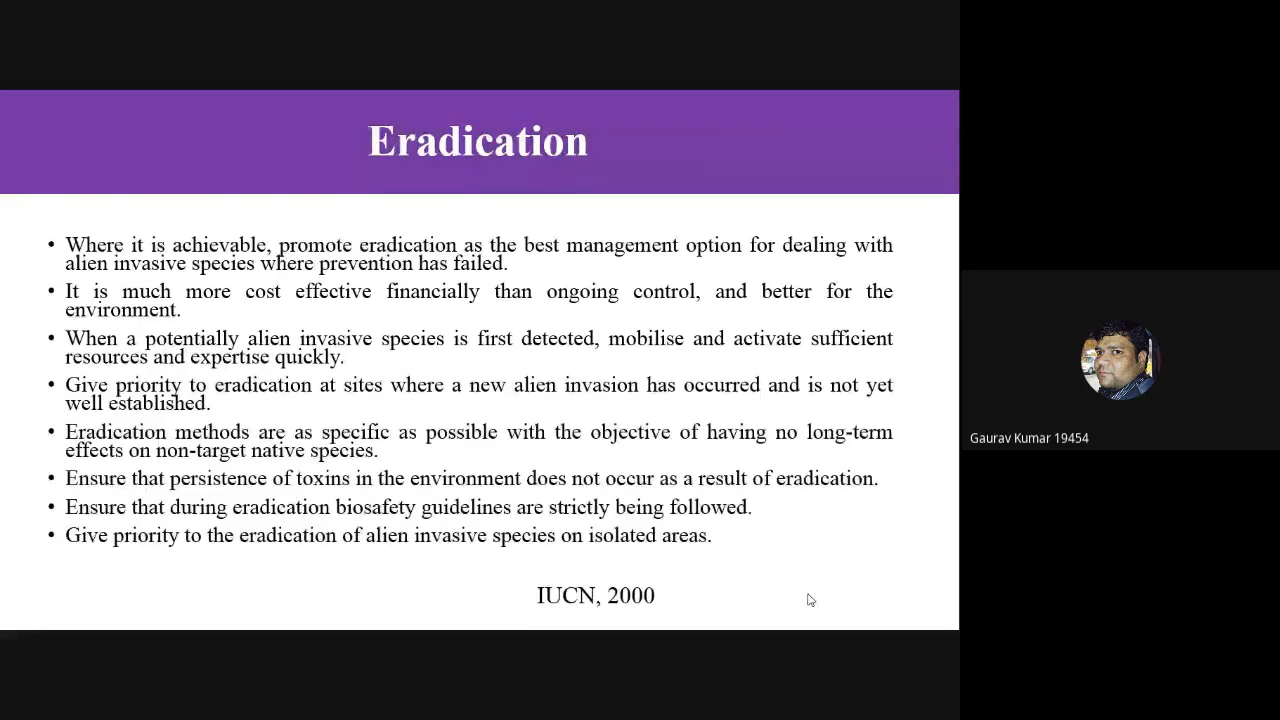 Eradication
• Where it is achievable, promote eradication as the best management option for dealing with
alien invasive species where prevention has failed.
• It is much more cost effective financially than ongoing control, and better for the
environment.
• When a potentially alien invasive species is first detected, mobilise and activate sufficient
resources and expertise quickly.
• Give priority to eradication at sites where a new alien invasion has occurred and is not yet
well established.
• Eradication methods are as specific as possible with the objective of having no long-term
effects on non-target native species.
• Ensure that persistence of toxins in the environment does not occur as a result of eradication.
• Ensure that during eradication biosafety guidelines are strictly being followed.
• Give priority to the eradication of alien invasive species on isolated areas.
IUCN, 2000
Gaurav Kumar 19454